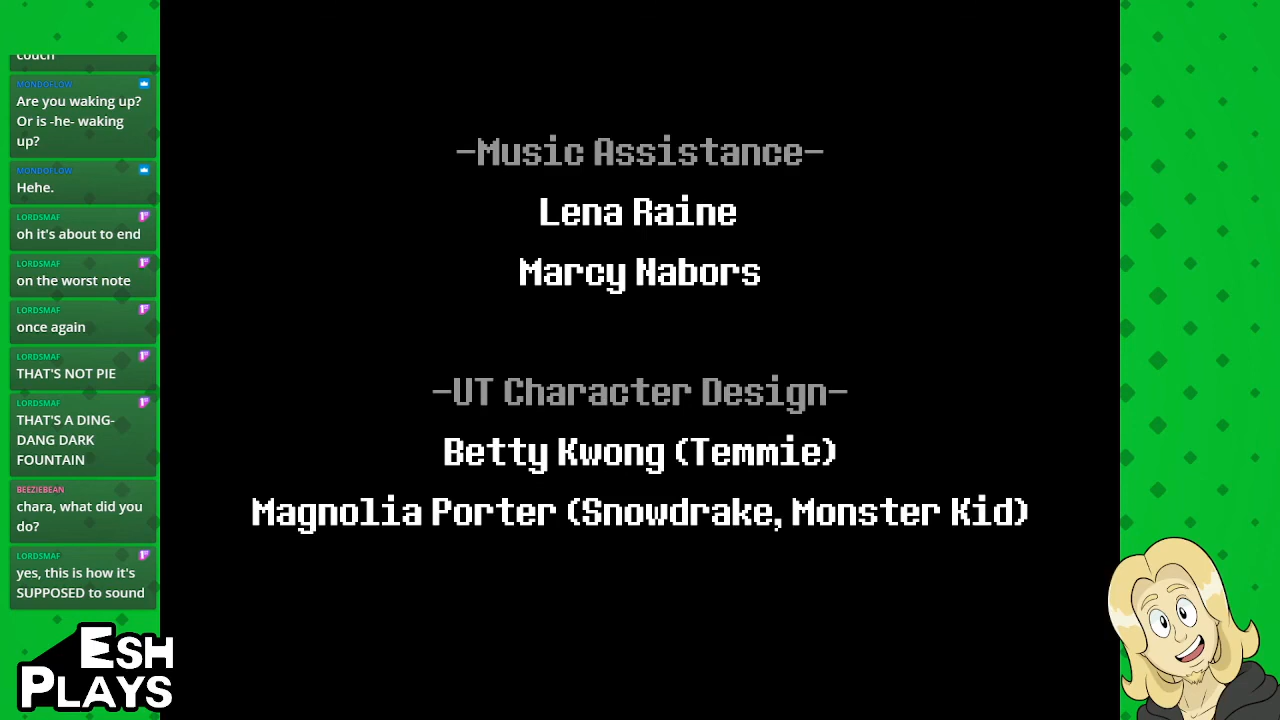 couch
MONDOFLOW
Are you waking up?
Or is -he- waking
up?
MONDOFLOW
Hehe.
LORDSMAF
oh it's about to end
LORDSMAF
on the worst note
LORDSMAF
once again
LORDSMAF
THAT'S NOT PIE
LORDSMAF
THAT'S A DING-
DANG DARK
FOUNTAIN
BEEZIEBEAN
chara, what did you
do?
LORDSMAF
yes, this is how it's
SUPPOSED to sound
ESH
PLAYS
-Music Assistance-
Lena Raine
Marcy Nabors
-UT Character Design-
Betty Kwong (Temmie)
Magnolia Porter (Snowdrake, Monster Kid)